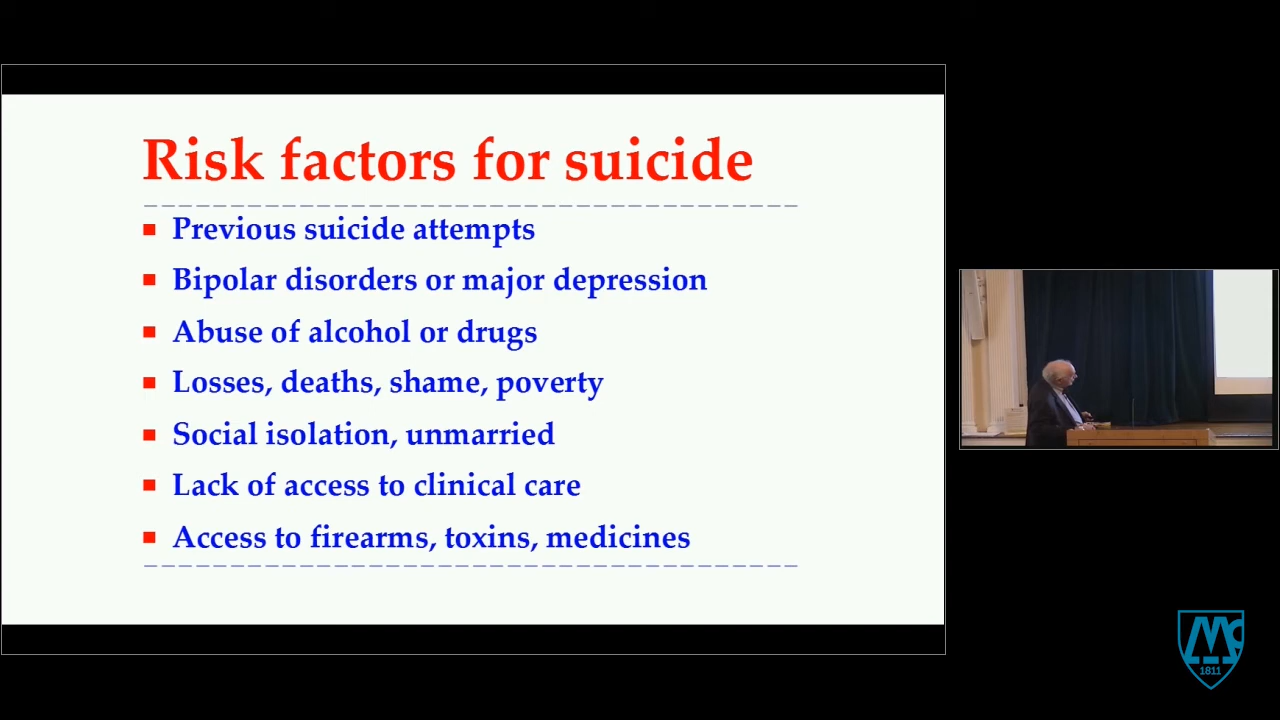 Risk factors for suicide
Previous suicide attempts
Bipolar disorders or major depression
Abuse of alcohol or drugs
Losses, deaths, shame, poverty
Social isolation, unmarried
Lack of access to clinical care
Access to firearms, toxins, medicines
Mc
1811